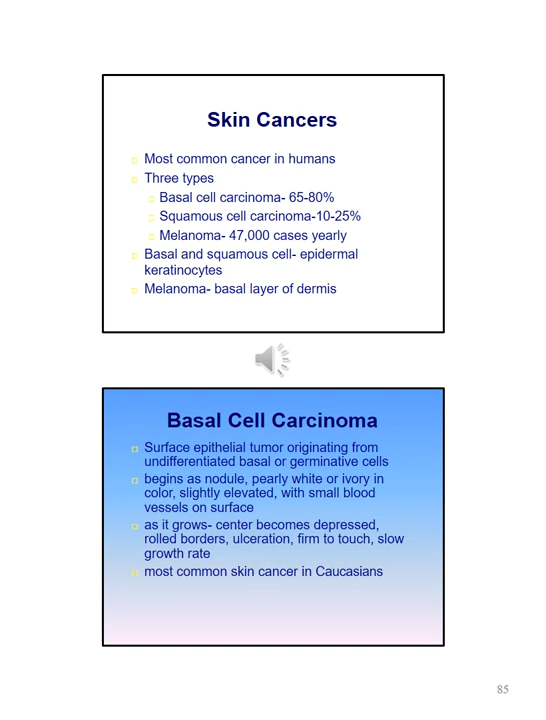 Skin Cancers
Most common cancer in humans
Three types
Basal cell carcinoma- 65-80%
Squamous cell carcinoma-10-25%
Melanoma- 47,000 cases yearly
Basal and squamous cell- epidermal
keratinocytes
Melanoma- basal layer of dermis
Basal Cell Carcinoma
Surface epithelial tumor originating from
undifferentiated basal or germinative cells
begins as nodule, pearly white or ivory in
color, slightly elevated, with small blood
vessels on surface
as it grows- center becomes depressed,
rolled borders, ulceration, firm to touch, slow
growth rate
most common skin cancer in Caucasians
85